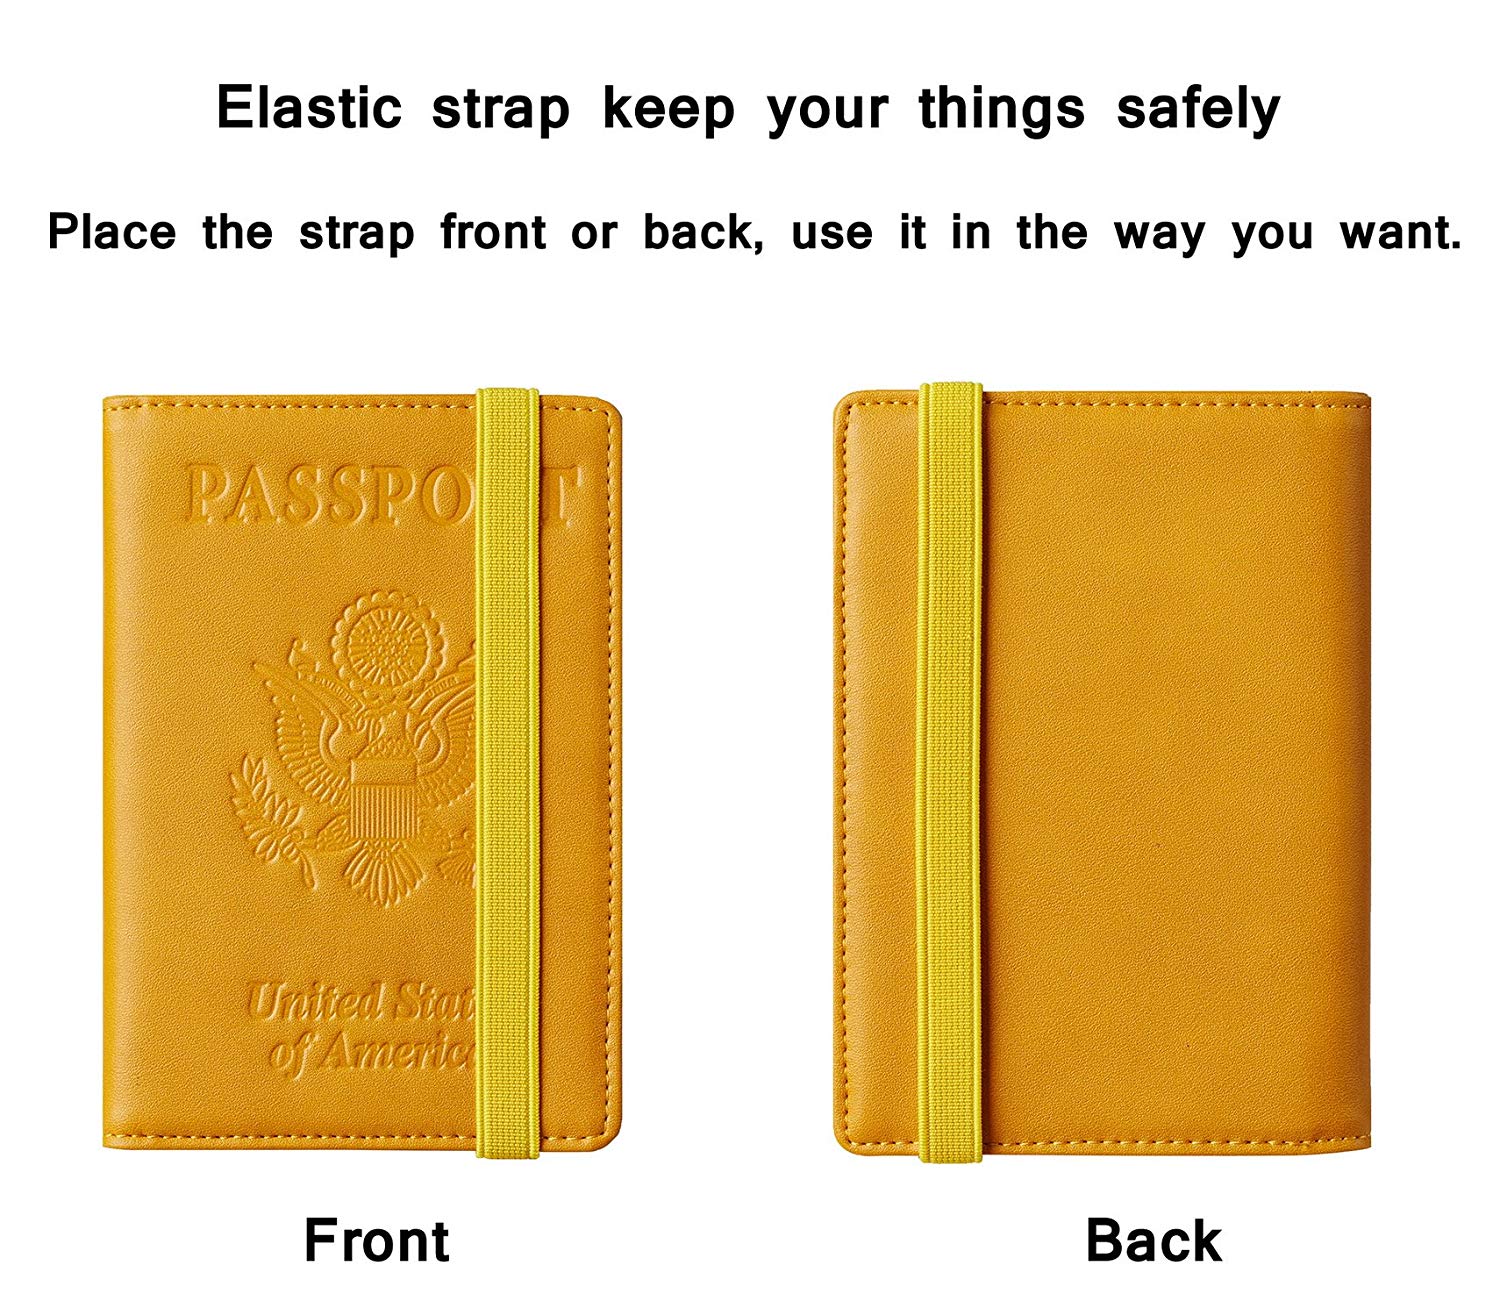 Elastic strap keep your things safely
Place the strap front or back, use it in the way you want.
PASSPO T
United Stat
of America
Front
Back